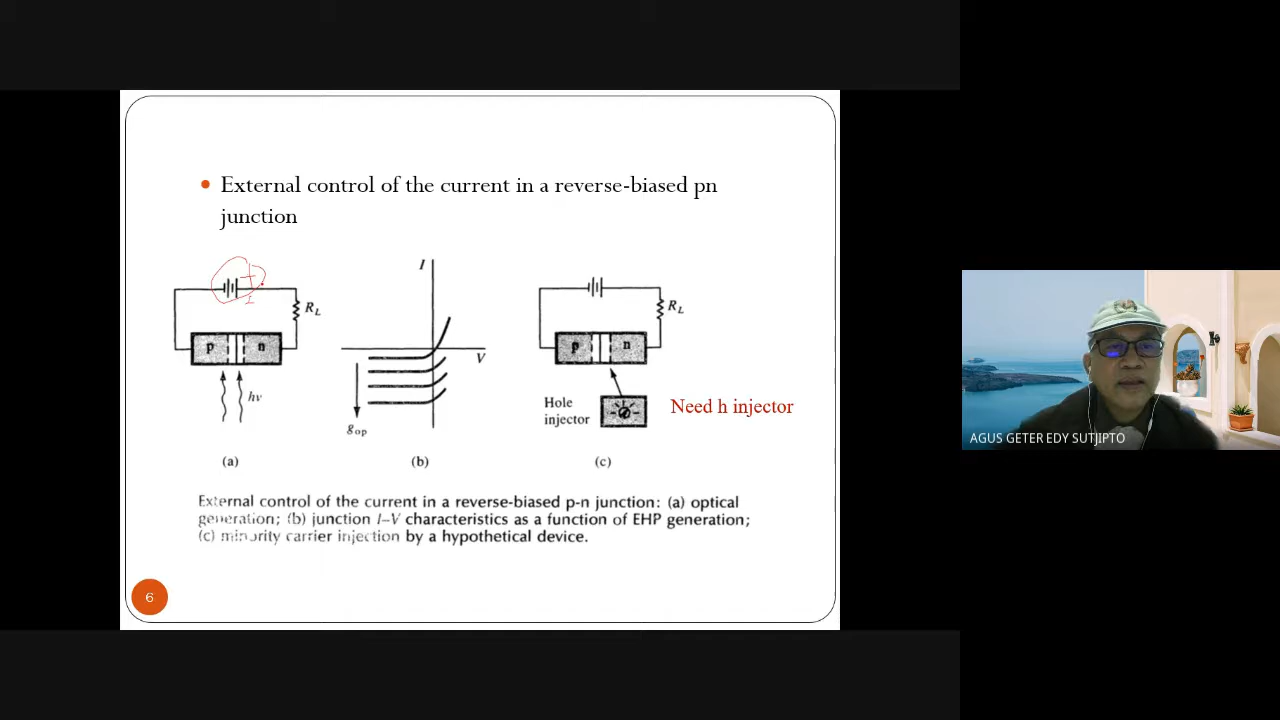 External control of the current in a reverse-biased pn
junction
I
R_L
p
n
hν
V
g_op
R_L
p
n
Hole
injector
Need h injector
(a)
(b)
(c)
External control of the current in a reverse-biased p-n junction: (a) optical
generation; (b) junction I–V characteristics as a function of EHP generation;
(c) minority carrier injection by a hypothetical device.
6
AGUS GETER EDY SUTJIPTO